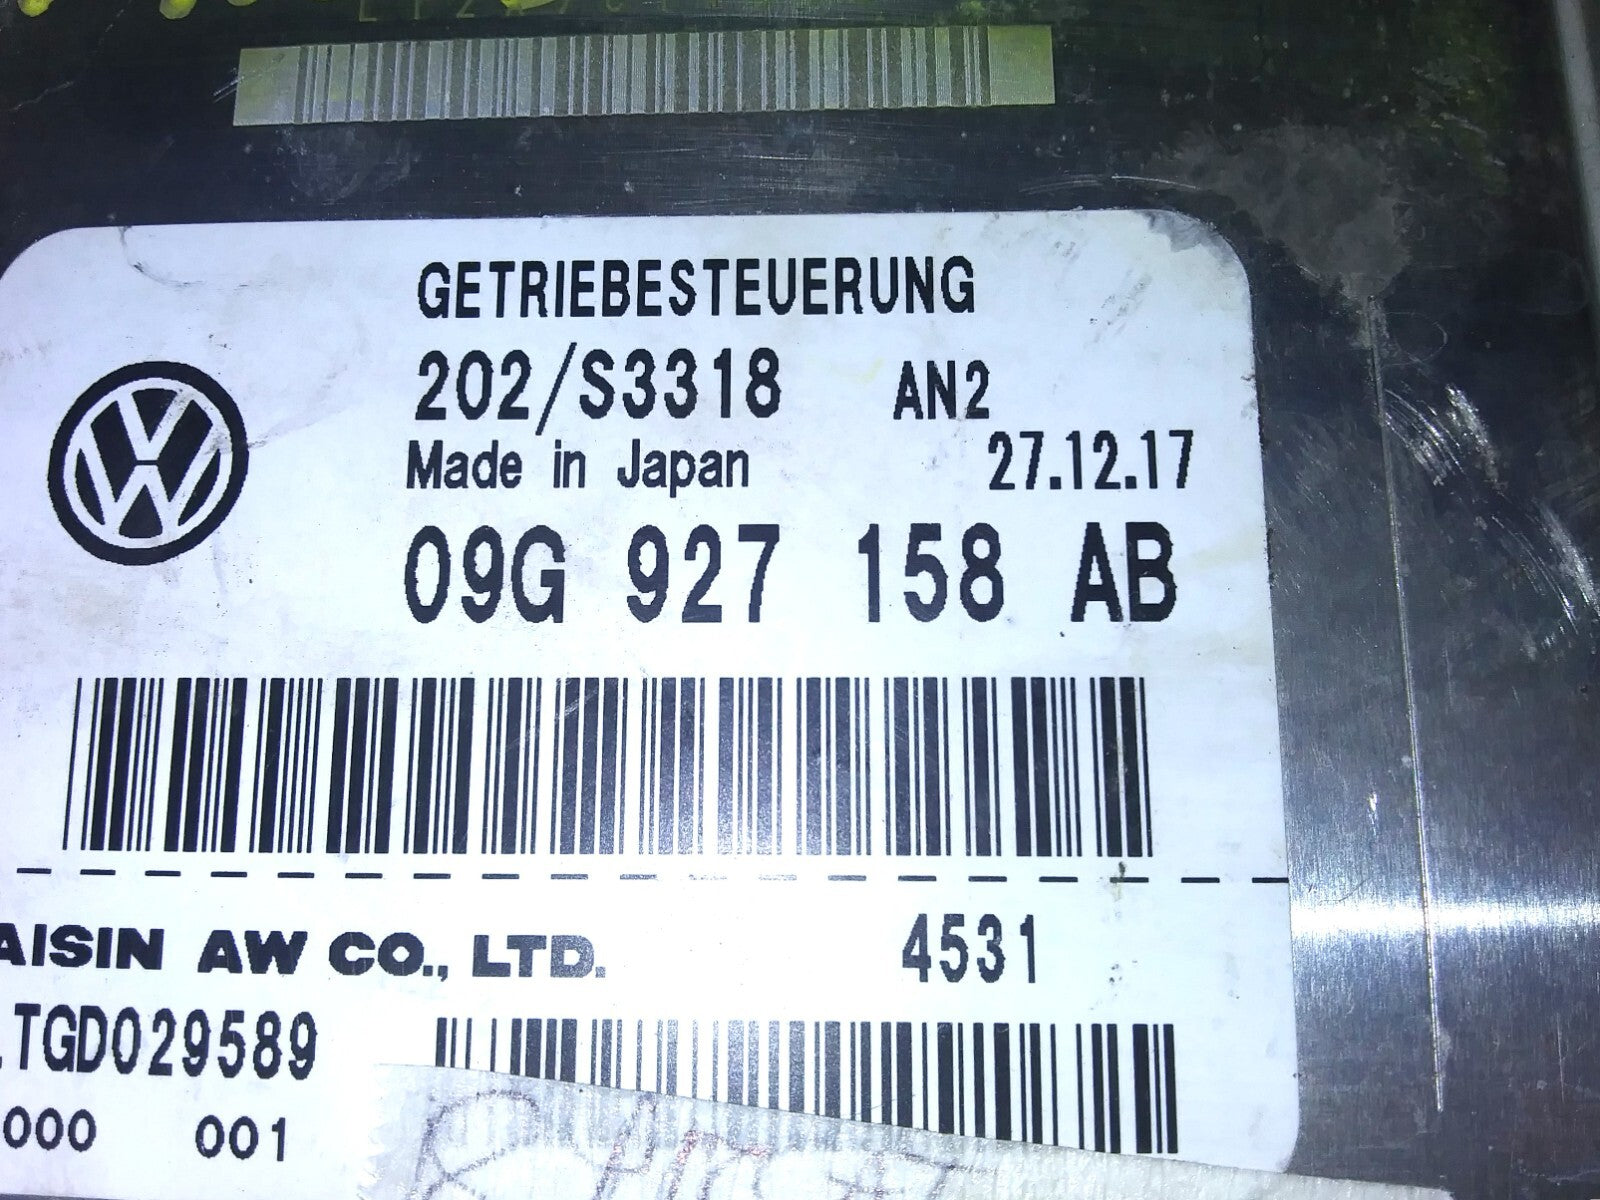 GETRIEBESTEUERUNG
202/S3318 AN2
Made in Japan 27.12.17
09G 927 158 AB
AISIN AW CO., LTD. 4531
TGD029589
000 001